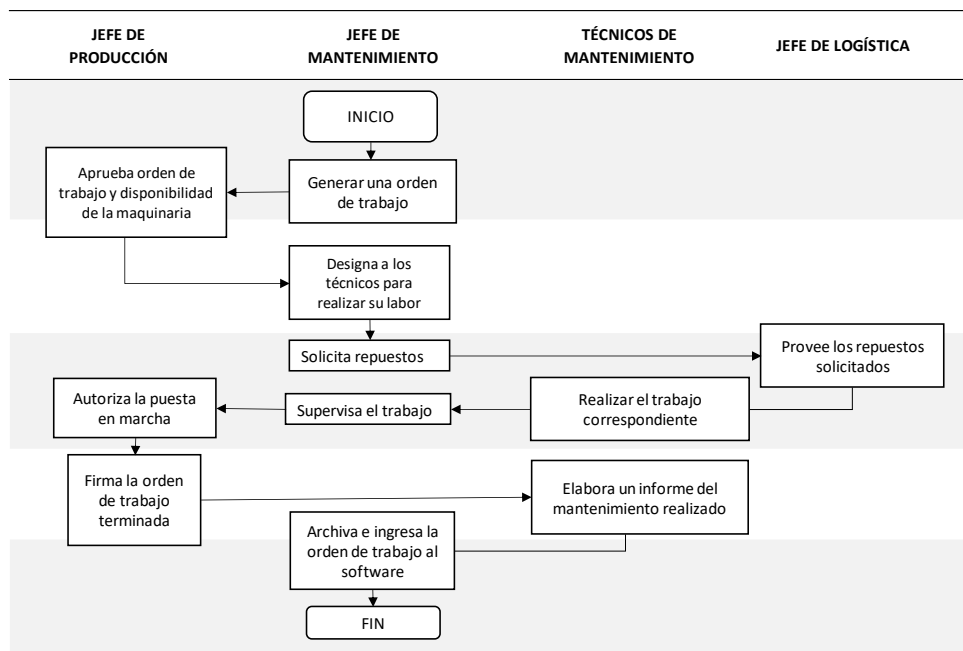 JEFE DE
PRODUCCIÓN
JEFE DE
MANTENIMIENTO
TÉCNICOS DE
MANTENIMIENTO
JEFE DE LOGÍSTICA
INICIO
Aprueba orden de
trabajo y disponibilidad
de la maquinaria
Generar una orden
de trabajo
Designa a los
técnicos para
realizar su labor
Solicita repuestos
Provee los repuestos
solicitados
Autoriza la puesta
en marcha
Supervisa el trabajo
Realizar el trabajo
correspondiente
Firma la orden
de trabajo
terminada
Elabora un informe del
mantenimiento realizado
Archiva e ingresa la
orden de trabajo al
software
FIN